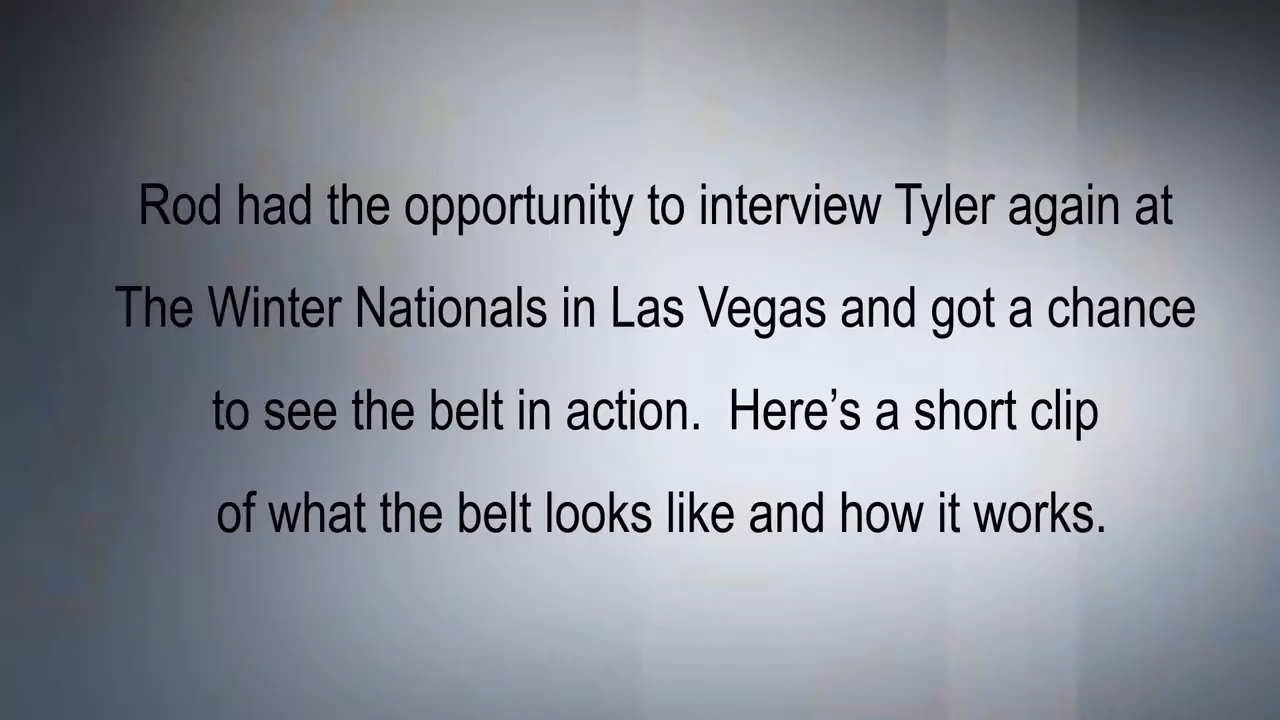 Rod had the opportunity to interview Tyler again at
The Winter Nationals in Las Vegas and got a chance
to see the belt in action.  Here’s a short clip
of what the belt looks like and how it works.